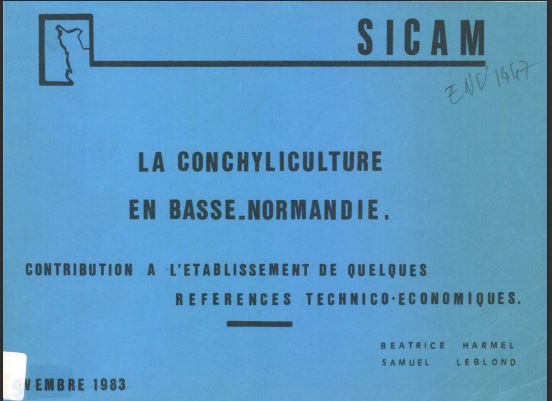 SICAM
ENV 1447
LA CONCHYLICULTURE
EN BASSE-NORMANDIE.
CONTRIBUTION A L'ETABLISSEMENT DE QUELQUES
REFERENCES TECHNICO-ECONOMIQUES.
BEATRICE HARMEL
SAMUEL LEBLOND
VEMBRE 1983